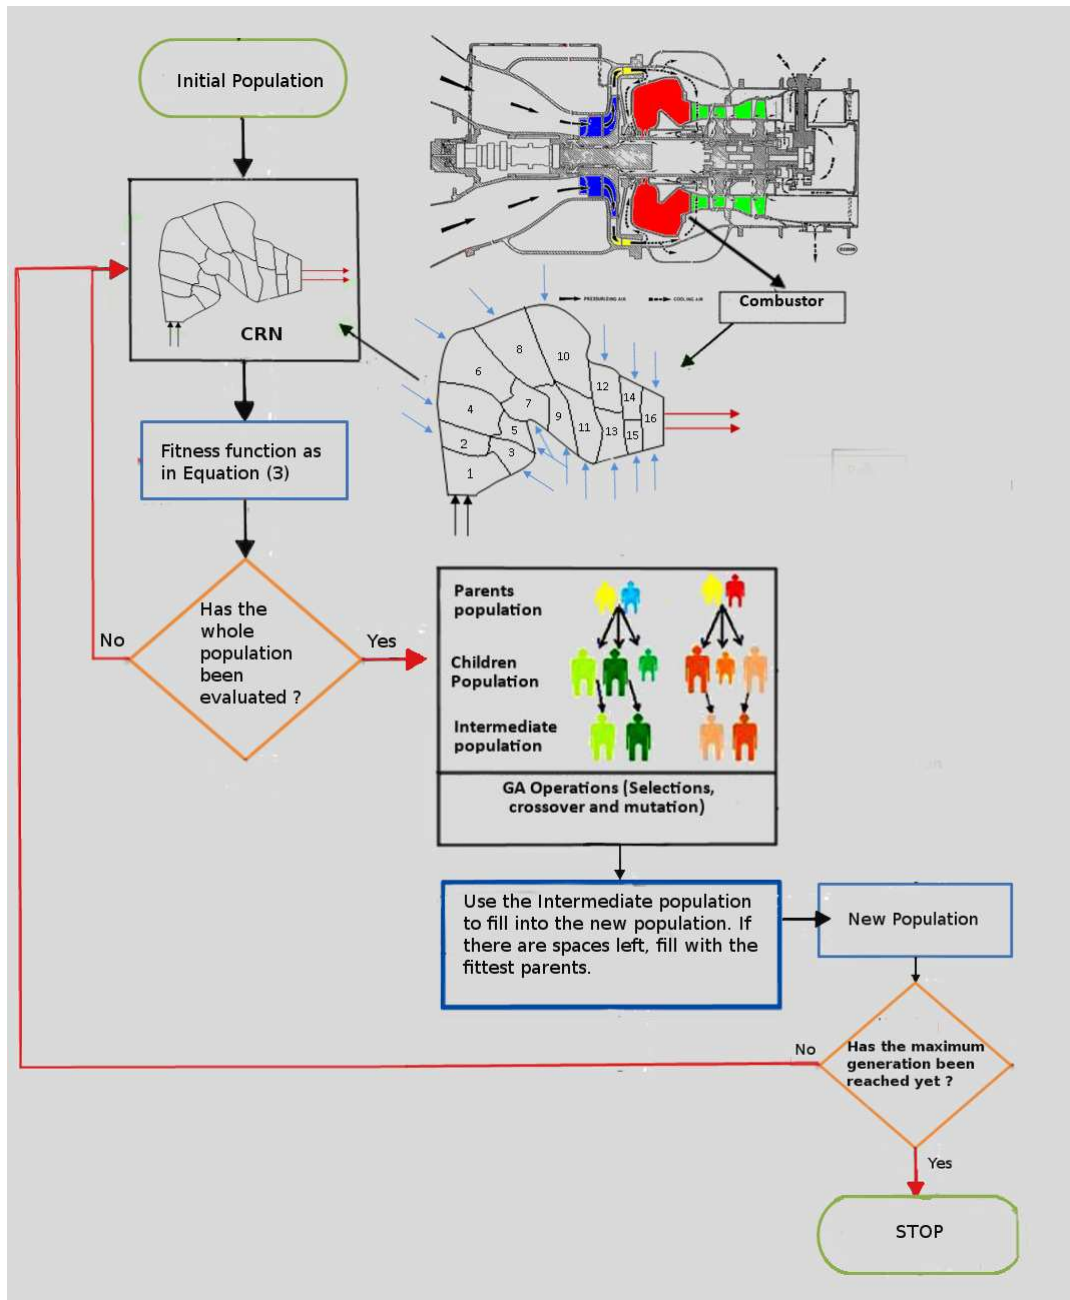 Initial Population
PRESSURIZING AIR
COOLING AIR
Combustor
CRN
8
10
6
12
14
4
7
9
16
11
13
15
5
2
3
1
Fitness function as
in Equation (3)
Has the
whole
population
been
evaluated ?
No
Yes
Parents
population
Children
Population
Intermediate
population
GA Operations (Selections,
crossover and mutation)
Use the Intermediate population
to fill into the new population. If
there are spaces left, fill with the
fittest parents.
New Population
No
Has the maximum
generation been
reached yet ?
Yes
STOP